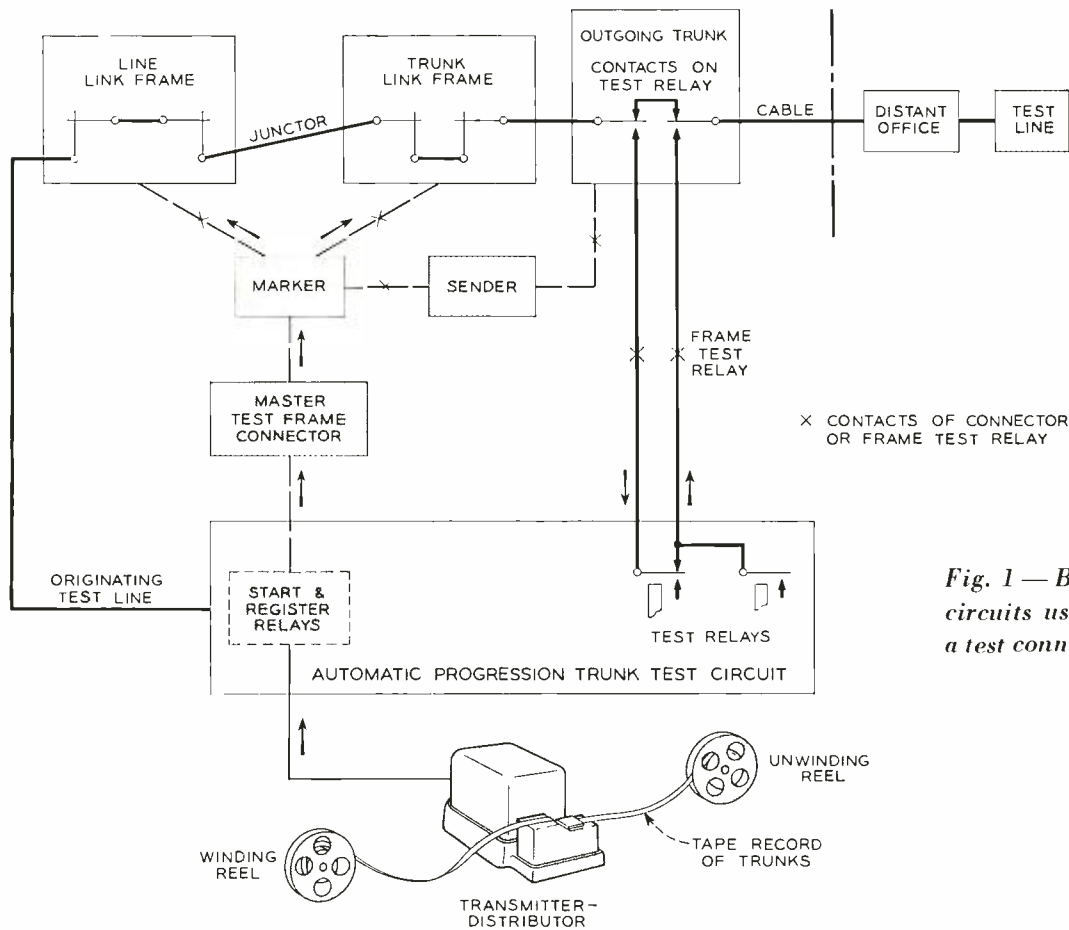 LINE
LINK FRAME
TRUNK
LINK FRAME
OUTGOING TRUNK
CONTACTS ON
TEST RELAY
JUNCTOR
CABLE
DISTANT
OFFICE
TEST
LINE
MARKER
SENDER
FRAME
TEST
RELAY
MASTER
TEST FRAME
CONNECTOR
× CONTACTS OF CONNECTOR
OR FRAME TEST RELAY
ORIGINATING
TEST LINE
START &
REGISTER
RELAYS
TEST RELAYS
AUTOMATIC PROGRESSION TRUNK TEST CIRCUIT
Fig. 1 — B
circuits us
a test conn
UNWINDING
REEL
TAPE RECORD
OF TRUNKS
WINDING
REEL
TRANSMITTER-
DISTRIBUTOR